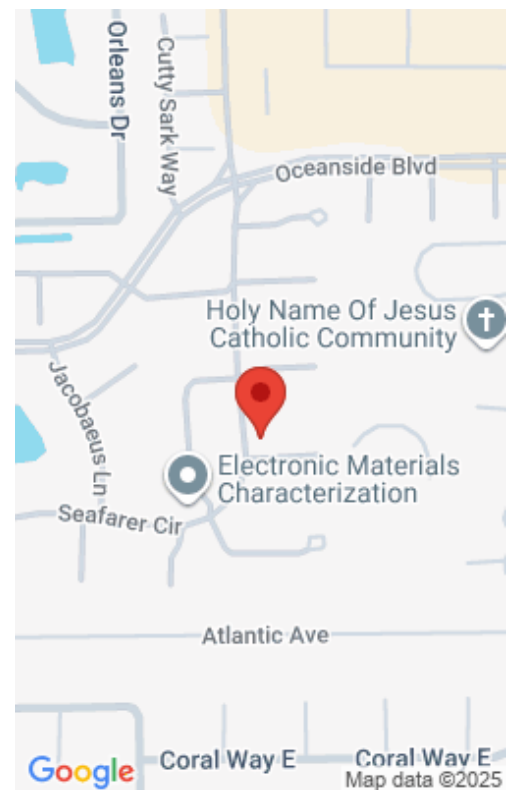 Orleans Dr
Cutty Sark Way
Oceanside Blvd
Holy Name Of Jesus
Catholic Community
Jacobaeus Ln
Electronic Materials
Characterization
Seafarer Cir
Atlantic Ave
Coral Way E
Coral Way E
Google
Map data ©2025